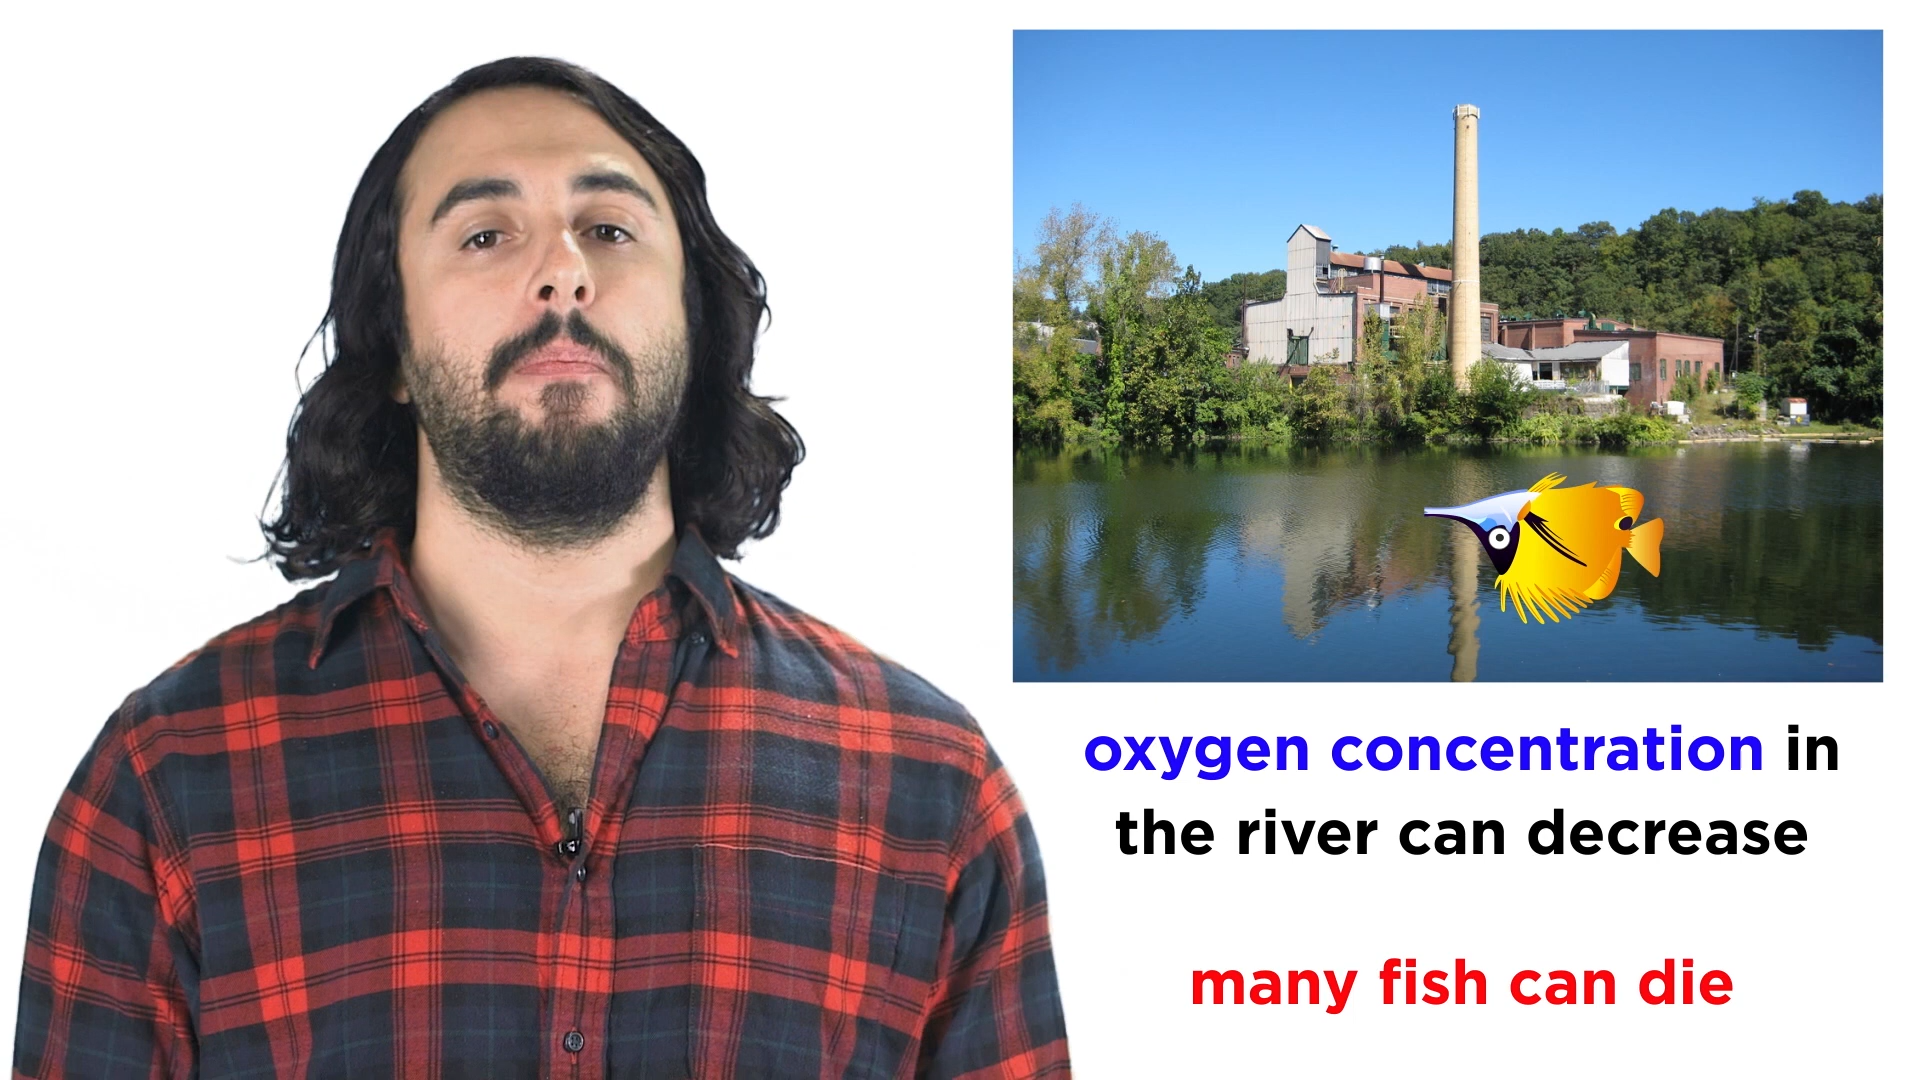 oxygen concentration in
the river can decrease
many fish can die